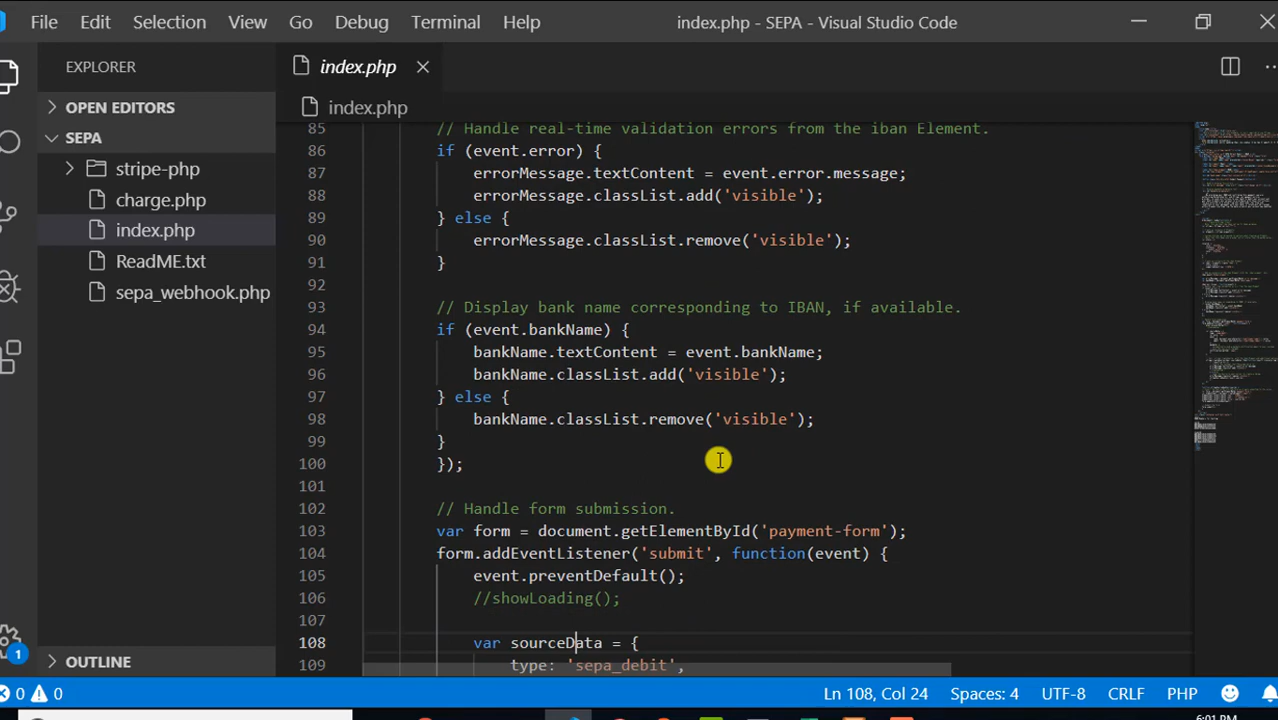 File Edit Selection View Go Debug Terminal Help index.php - SEPA - Visual Studio Code
EXPLORER
OPEN EDITORS
SEPA
stripe-php
charge.php
index.php
ReadME.txt
sepa_webhook.php
OUTLINE
index.php
index.php
85 // Handle real-time validation errors from the iban Element.
86 if (event.error) {
87 errorMessage.textContent = event.error.message;
88 errorMessage.classList.add('visible');
89 } else {
90 errorMessage.classList.remove('visible');
91 }
92
93 // Display bank name corresponding to IBAN, if available.
94 if (event.bankName) {
95 bankName.textContent = event.bankName;
96 bankName.classList.add('visible');
97 } else {
98 bankName.classList.remove('visible');
99 }
100 });
101
102 // Handle form submission.
103 var form = document.getElementById('payment-form');
104 form.addEventListener('submit', function(event) {
105 event.preventDefault();
106 //showLoading();
107
108 var sourceData = {
109 type: 'sepa_debit',
1
0 0 Ln 108, Col 24 Spaces: 4 UTF-8 CRLF PHP
6:01 PM